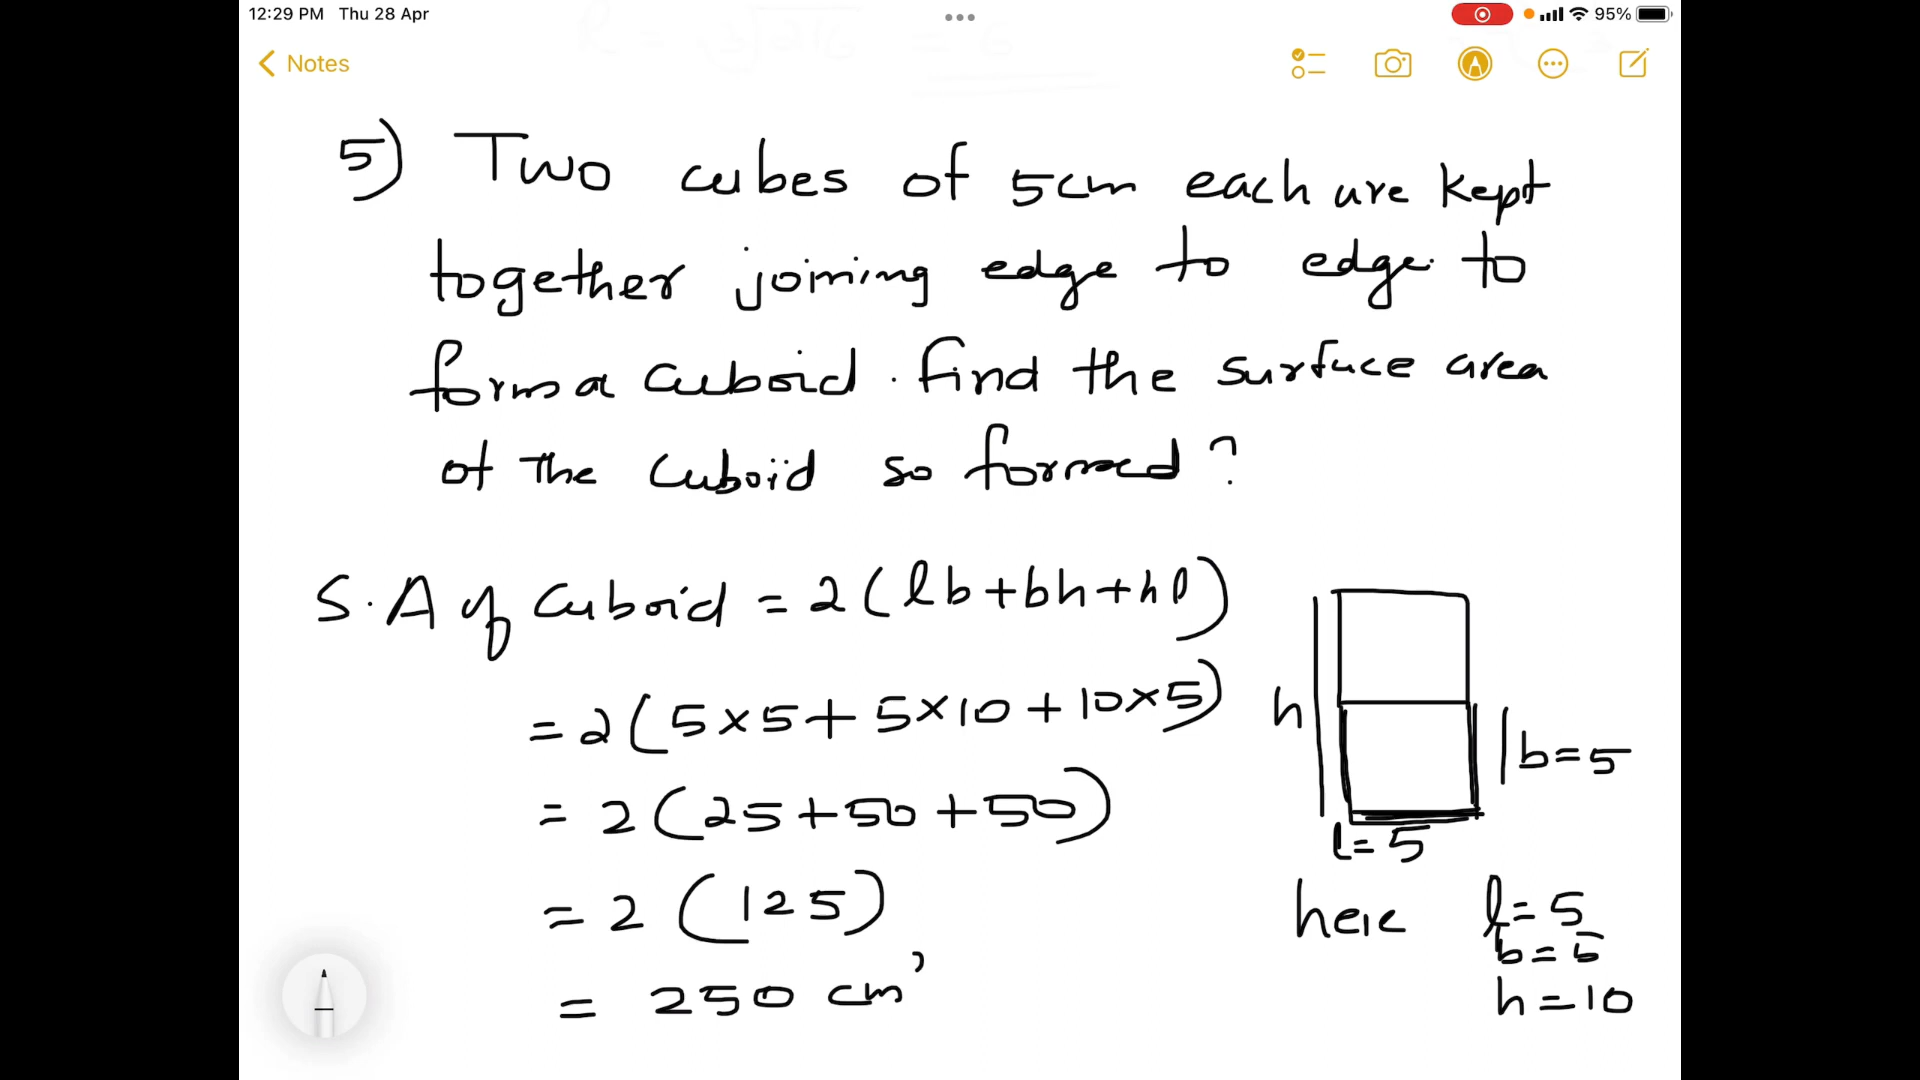 12:29 PM Thu 28 Apr
95%
Notes
5) Two cubes of 5cm each are kept
together joining edge to edge to
form a cuboid. find the surface area
of the cuboid so formed?
S.A of cuboid = 2(lb+bh+hl)
= 2(5×5+5×10+10×5)
= 2(25+50+50)
= 2(125)
= 250 cm²
h
b=5
l=5
here l=5
b=5
h=10